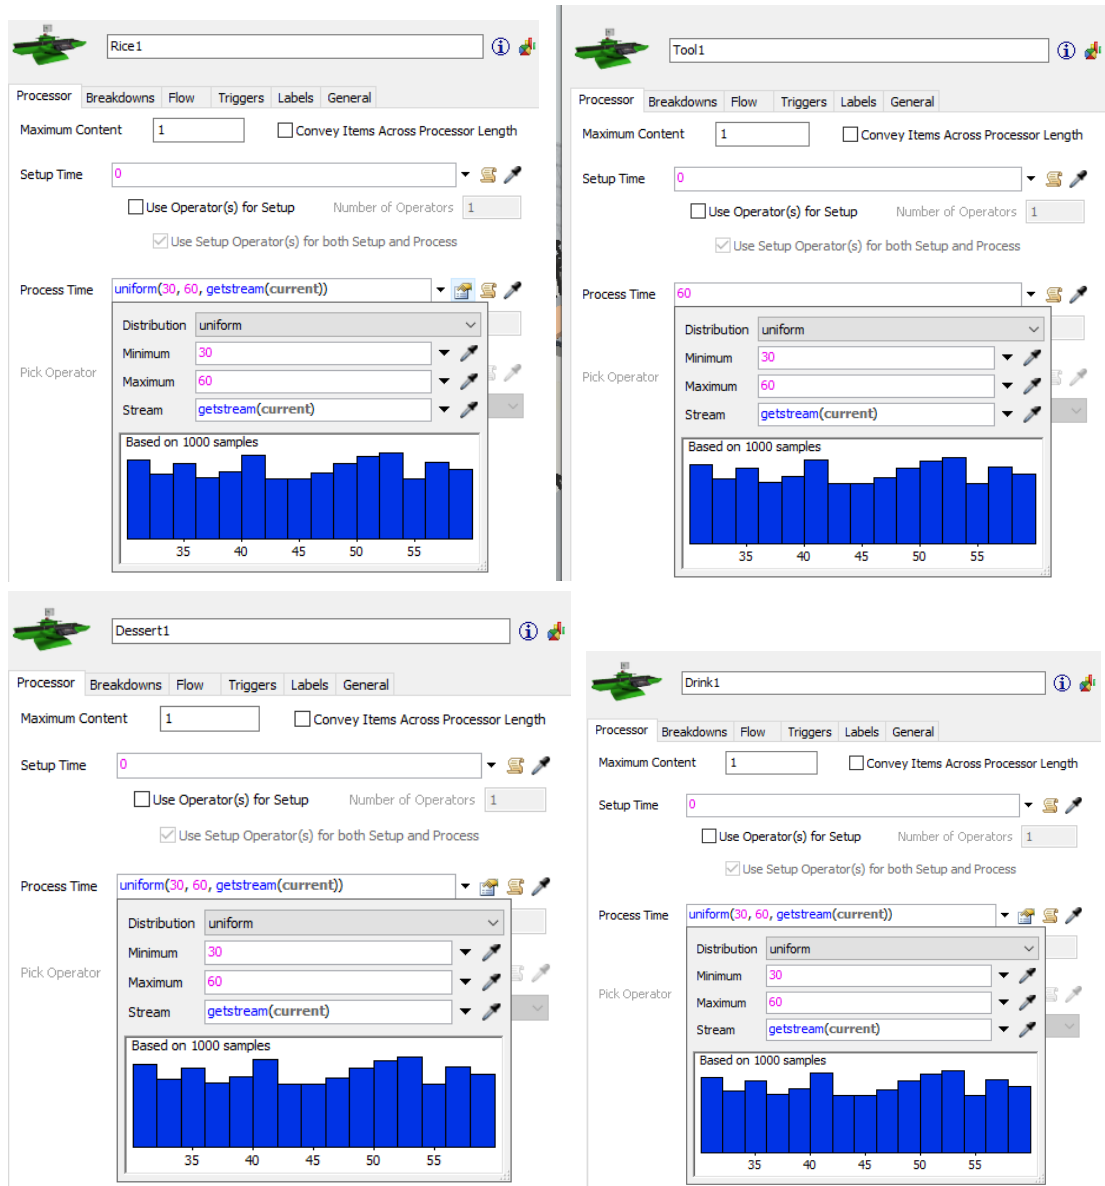 Rice1
Processor Breakdowns Flow Triggers Labels General
Maximum Content 1 Convey Items Across Processor Length
Setup Time 0
Use Operator(s) for Setup Number of Operators 1
Use Setup Operator(s) for both Setup and Process
Process Time uniform(30, 60, getstream(current))
Distribution uniform
Minimum 30
Pick Operator
Maximum 60
Stream getstream(current)
Based on 1000 samples
35 40 45 50 55
Tool1
Processor Breakdowns Flow Triggers Labels General
Maximum Content 1 Convey Items Across Processor Length
Setup Time 0
Use Operator(s) for Setup Number of Operators 1
Use Setup Operator(s) for both Setup and Process
Process Time 60
Distribution uniform
Minimum 30
Pick Operator
Maximum 60
Stream getstream(current)
Based on 1000 samples
35 40 45 50 55
Dessert1
Processor Breakdowns Flow Triggers Labels General
Maximum Content 1 Convey Items Across Processor Length
Setup Time 0
Use Operator(s) for Setup Number of Operators 1
Use Setup Operator(s) for both Setup and Process
Process Time uniform(30, 60, getstream(current))
Distribution uniform
Minimum 30
Pick Operator
Maximum 60
Stream getstream(current)
Based on 1000 samples
35 40 45 50 55
Drink1
Processor Breakdowns Flow Triggers Labels General
Maximum Content 1 Convey Items Across Processor Length
Setup Time 0
Use Operator(s) for Setup Number of Operators 1
Use Setup Operator(s) for both Setup and Process
Process Time uniform(30, 60, getstream(current))
Distribution uniform
Minimum 30
Pick Operator
Maximum 60
Stream getstream(current)
Based on 1000 samples
35 40 45 50 55